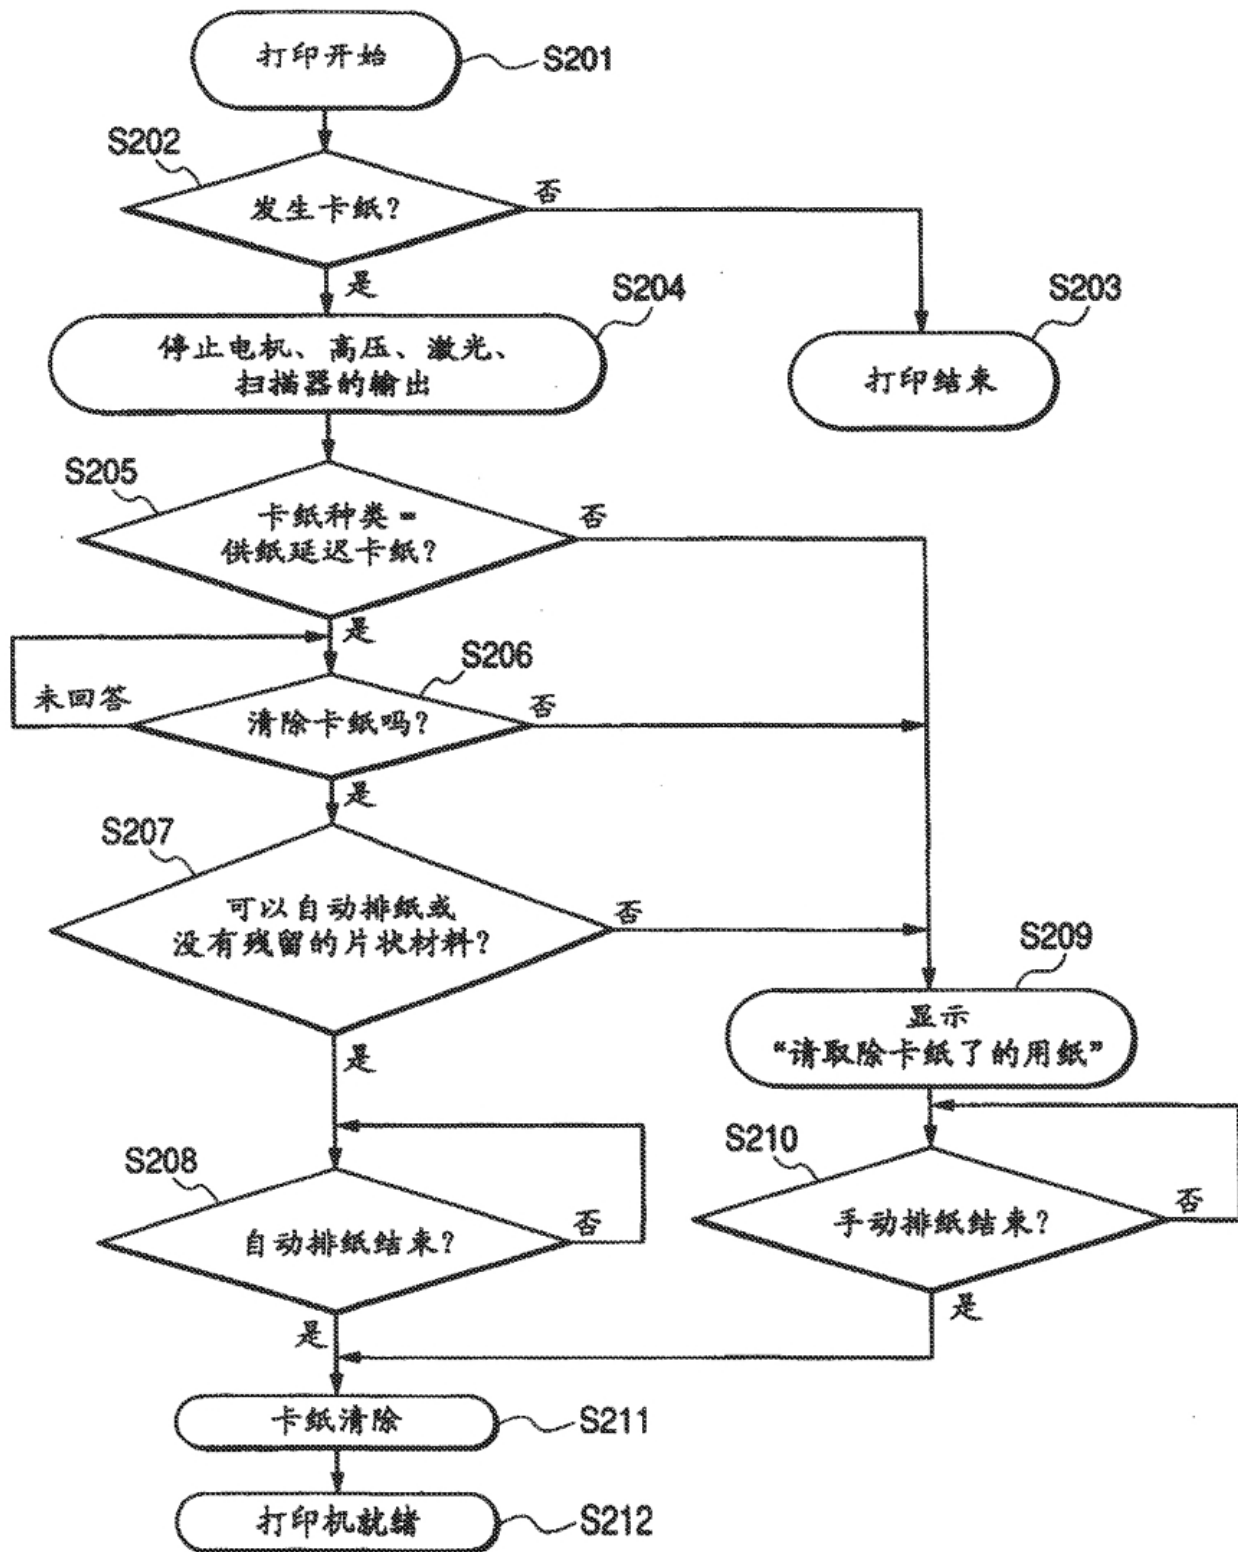 打印开始
S201
S202
发生卡纸?
否
是
S204
S203
停止电机、高压、激光、
扫描器的输出
打印结束
S205
卡纸种类=
供纸延迟卡纸?
否
是
S206
未回答
清除卡纸吗?
否
是
S207
可以自动排纸或
没有残留的片状材料?
否
S209
显示
“请取除卡纸了的用纸”
是
S208
S210
自动排纸结束?
否
手动排纸结束?
否
是
是
卡纸清除
S211
打印机就绪
S212